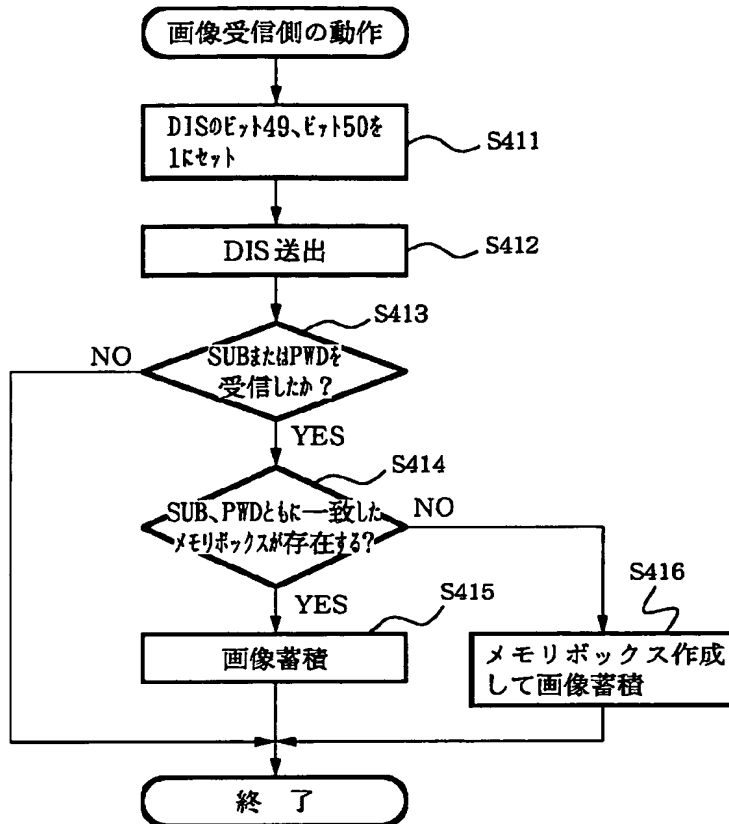 画像受信側の動作
DISのビット49、ビット50を
1にセット
S411
DIS送出
S412
S413
NO
SUBまたはPWDを
受信したか？
YES
S414
SUB、PWDともに一致した
メモリボックスが存在する？
NO
YES
S415
S416
画像蓄積
メモリボックス作成
して画像蓄積
終 了